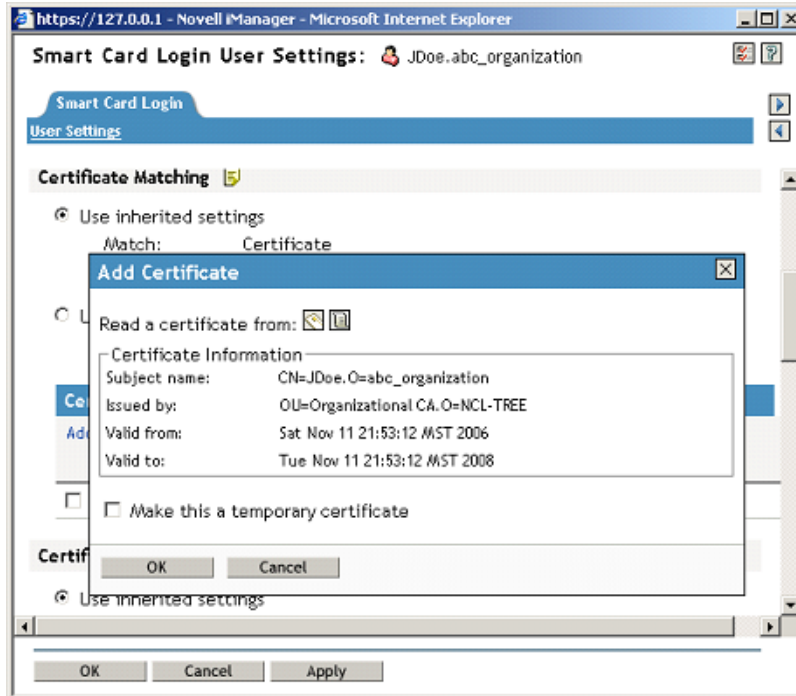 https://127.0.0.1 - Novell iManager - Microsoft Internet Explorer
Smart Card Login User Settings: JDoe.abc_organization
Smart Card Login
User Settings
Certificate Matching
Use inherited settings
Match: Certificate
Add Certificate
Read a certificate from:
Certificate Information
Subject name: CN=JDoe.O=abc_organization
Issued by: OU=Organizational CA.O=NCL-TREE
Valid from: Sat Nov 11 21:53:12 MST 2006
Valid to: Tue Nov 11 21:53:12 MST 2008
Make this a temporary certificate
OK Cancel
Use inherited settings
OK Cancel Apply